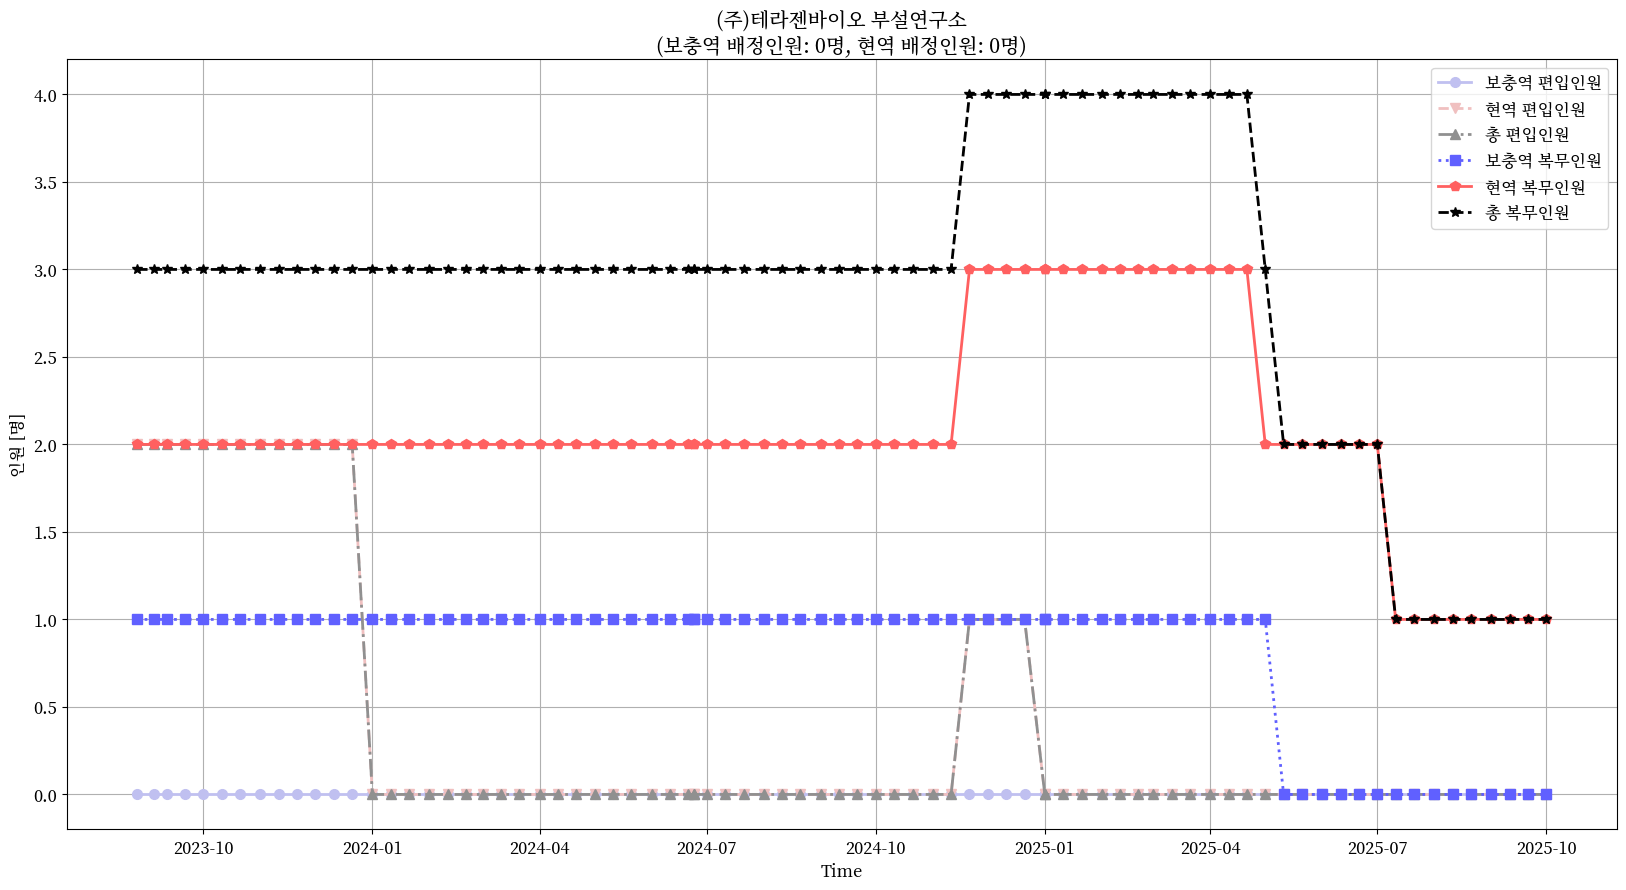 (주)테라젠바이오 부설연구소
(보충역 배정인원: 0명, 현역 배정인원: 0명)
보충역 편입인원
현역 편입인원
총 편입인원
보충역 복무인원
현역 복무인원
총 복무인원
인원 [명]
4.0
3.5
3.0
2.5
2.0
1.5
1.0
0.5
0.0
2023-10 2024-01 2024-04 2024-07 2024-10 2025-01 2025-04 2025-07 2025-10
Time